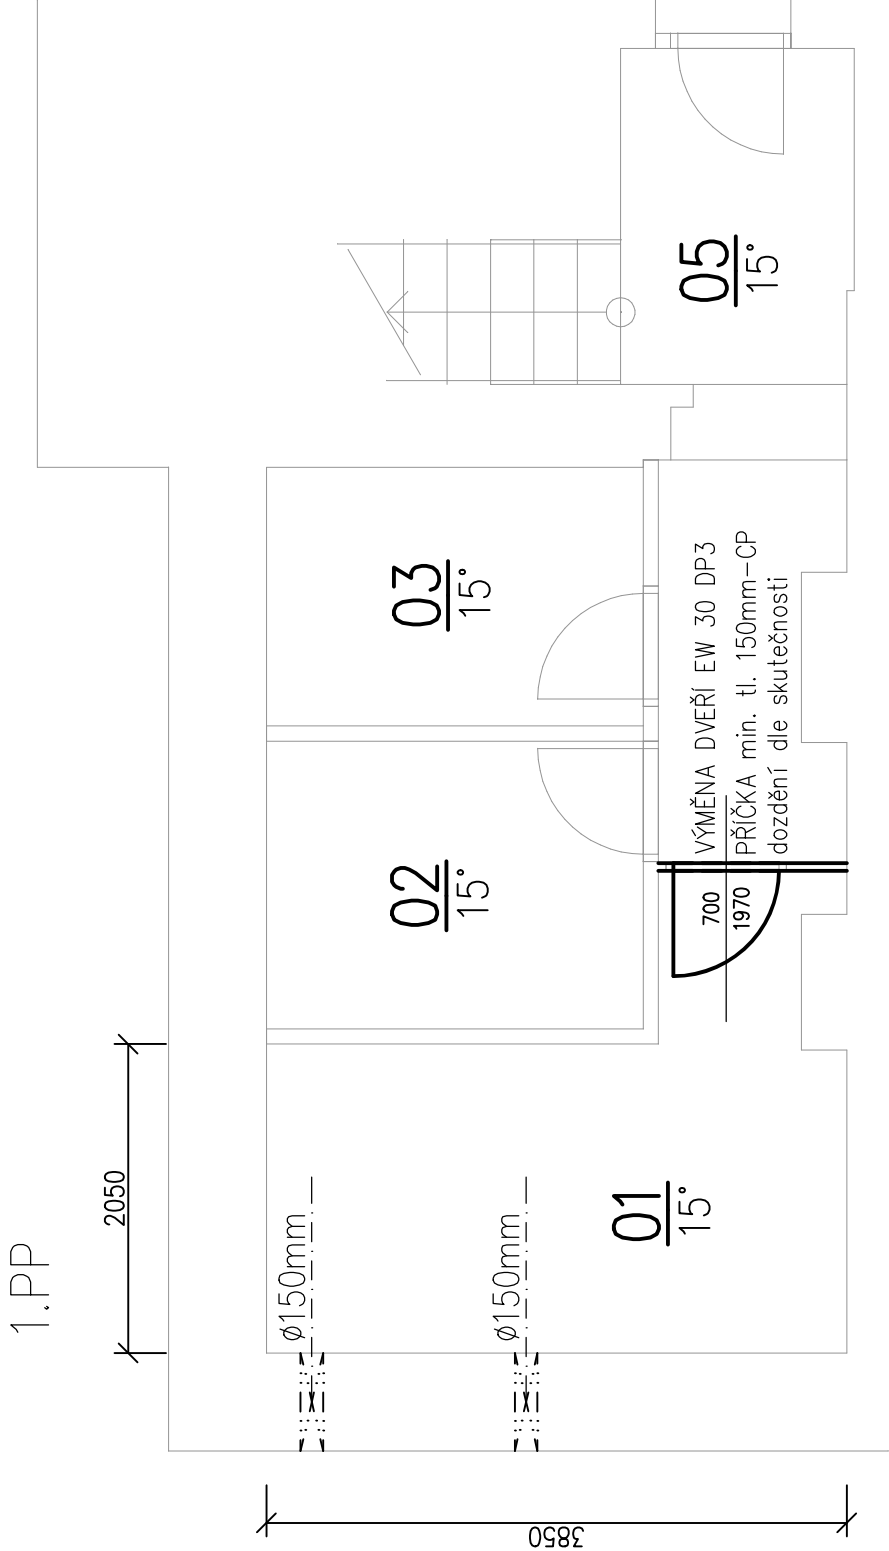 1.PP
2050
3850
ø150mm
ø150mm
01
15°
02
15°
03
15°
05
15°
700
1970
VÝMĚNA DVEŘÍ EW 30 DP3
PŘÍČKA min. tl. 150mm-CP
dozdění dle skutečnosti